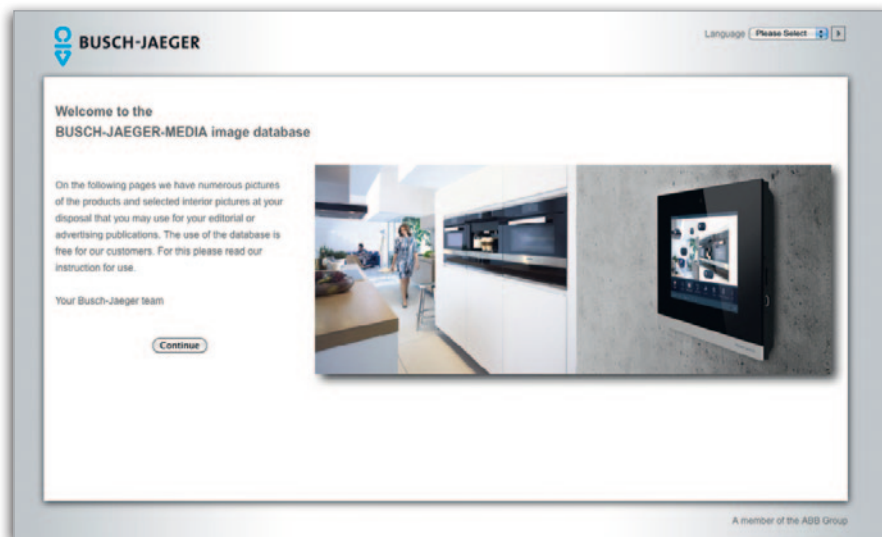 BUSCH-JAEGER
Language Please Select
Welcome to the
BUSCH-JAEGER-MEDIA image database
On the following pages we have numerous pictures
of the products and selected interior pictures at your
disposal that you may use for your editorial or
advertising publications. The use of the database is
free for our customers. For this please read our
instruction for use.
Your Busch-Jaeger team
Continue
A member of the ABB Group